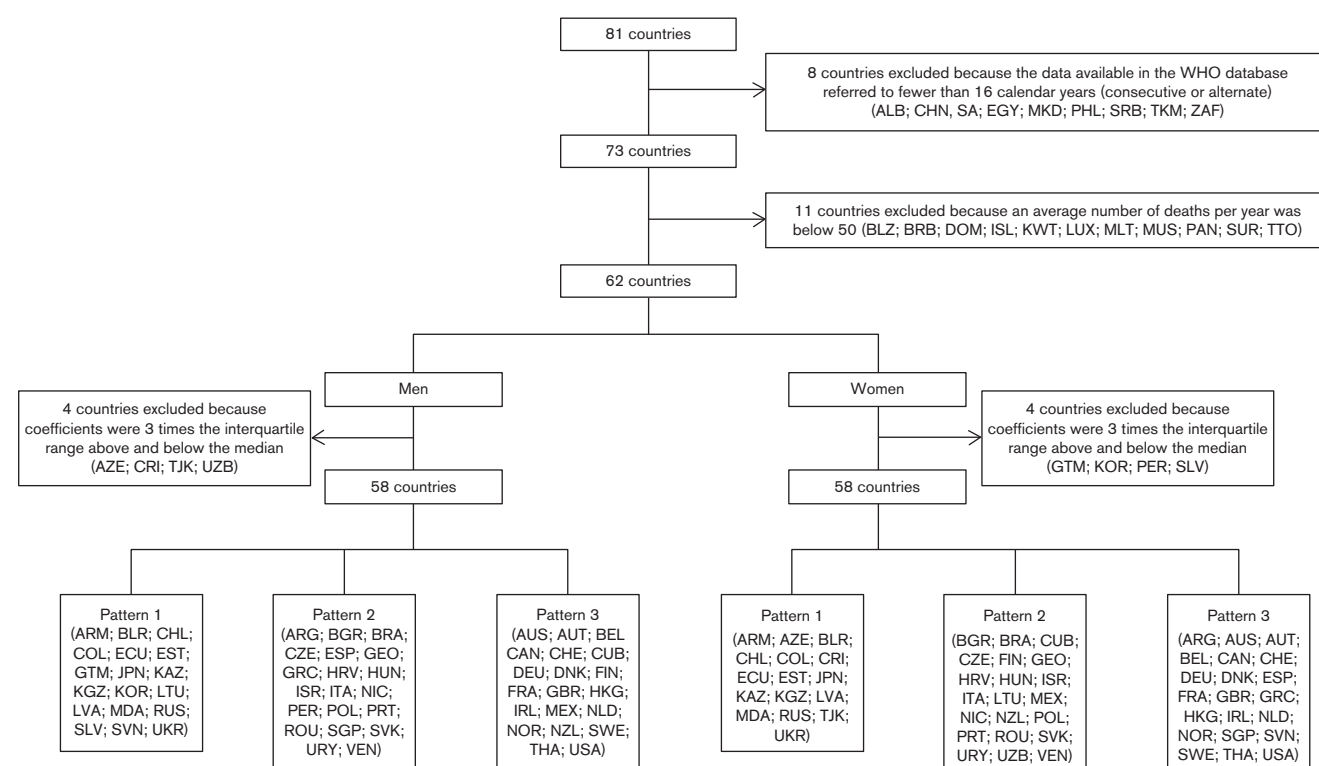 81 countries
8 countries excluded because the data available in the WHO database
referred to fewer than 16 calendar years (consecutive or alternate)
(ALB; CHN, SA; EGY; MKD; PHL; SRB; TKM; ZAF)
73 countries
11 countries excluded because an average number of deaths per year was
below 50 (BLZ; BRB; DOM; ISL; KWT; LUX; MLT; MUS; PAN; SUR; TTO)
62 countries
Men
Women
4 countries excluded because
coefficients were 3 times the interquartile
range above and below the median
(AZE; CRI; TJK; UZB)
4 countries excluded because
coefficients were 3 times the interquartile
range above and below the median
(GTM; KOR; PER; SLV)
58 countries
58 countries
Pattern 1
(ARM; BLR; CHL;
COL; ECU; EST;
GTM; JPN; KAZ;
KGZ; KOR; LTU;
LVA; MDA; RUS;
SLV; SVN; UKR)
Pattern 2
(ARG; BGR; BRA;
CZE; ESP; GEO;
GRC; HRV; HUN;
ISR; ITA; NIC;
PER; POL; PRT;
ROU; SGP; SVK;
URY; VEN)
Pattern 3
(AUS; AUT; BEL
CAN; CHE; CUB;
DEU; DNK; FIN;
FRA; GBR; HKG;
IRL; MEX; NLD;
NOR; NZL; SWE;
THA; USA)
Pattern 1
(ARM; AZE; BLR;
CHL; COL; CRI;
ECU; EST; JPN;
KAZ; KGZ; LVA;
MDA; RUS; TJK;
UKR)
Pattern 2
(BGR; BRA; CUB;
CZE; FIN; GEO;
HRV; HUN; ISR;
ITA; LTU; MEX;
NIC; NZL; POL;
PRT; ROU; SVK;
URY; UZB; VEN)
Pattern 3
(ARG; AUS; AUT;
BEL; CAN; CHE;
DEU; DNK; ESP;
FRA; GBR; GRC;
HKG; IRL; NLD;
NOR; SGP; SVN;
SWE; THA; USA)